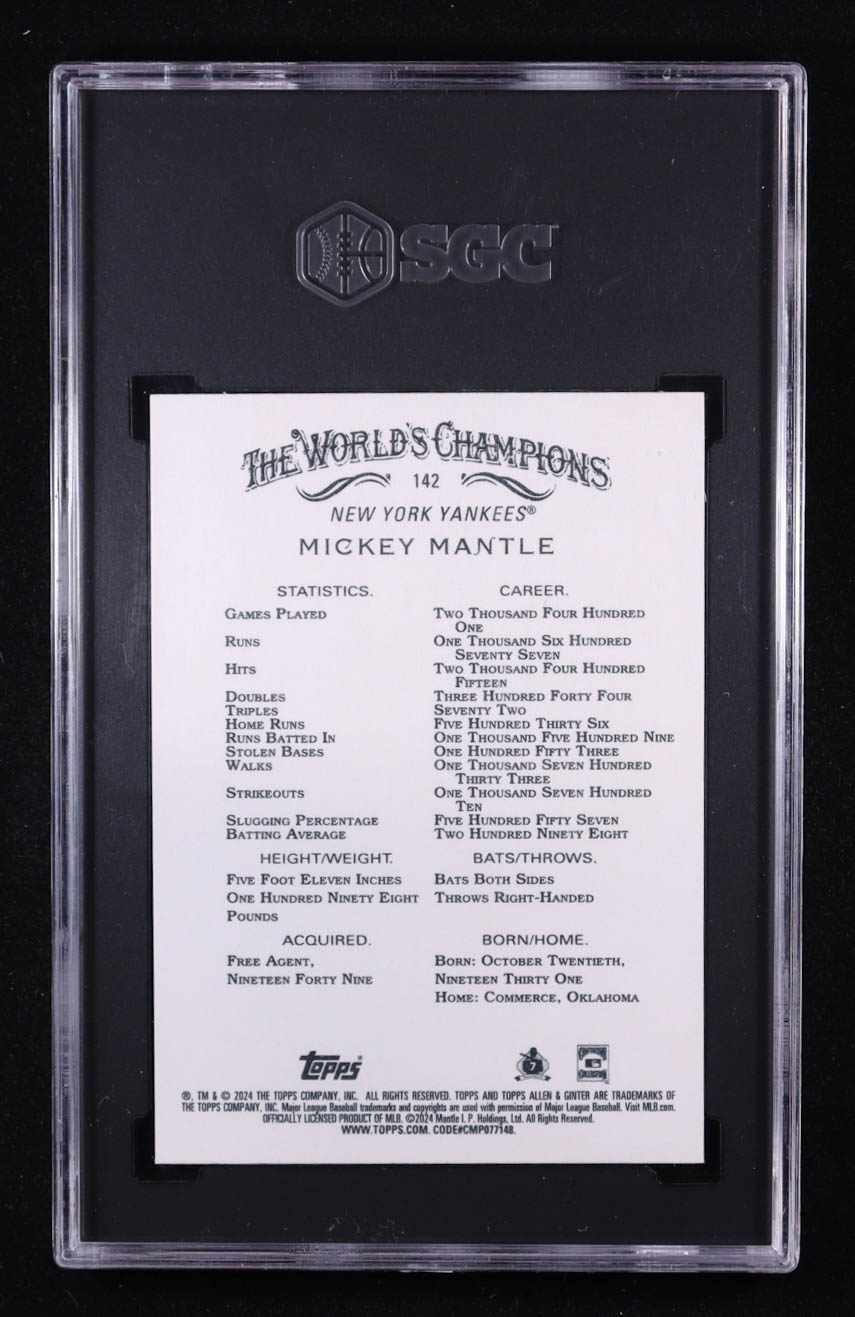 SGC
THE WORLD'S CHAMPIONS
142
NEW YORK YANKEES®
MICKEY MANTLE
STATISTICS. CAREER.
GAMES PLAYED TWO THOUSAND FOUR HUNDRED
ONE
RUNS ONE THOUSAND SIX HUNDRED
SEVENTY SEVEN
HITS TWO THOUSAND FOUR HUNDRED
FIFTEEN
DOUBLES THREE HUNDRED FORTY FOUR
TRIPLES SEVENTY TWO
HOME RUNS FIVE HUNDRED THIRTY SIX
RUNS BATTED IN ONE THOUSAND FIVE HUNDRED NINE
STOLEN BASES ONE HUNDRED FIFTY THREE
WALKS ONE THOUSAND SEVEN HUNDRED
THIRTY THREE
STRIKEOUTS ONE THOUSAND SEVEN HUNDRED
TEN
SLUGGING PERCENTAGE FIVE HUNDRED FIFTY SEVEN
BATTING AVERAGE TWO HUNDRED NINETY EIGHT
HEIGHT/WEIGHT. BATS/THROWS.
FIVE FOOT ELEVEN INCHES BATS BOTH SIDES
ONE HUNDRED NINETY EIGHT THROWS RIGHT-HANDED
POUNDS
ACQUIRED. BORN/HOME.
FREE AGENT, BORN: OCTOBER TWENTIETH,
NINETEEN FORTY NINE NINETEEN THIRTY ONE
HOME: COMMERCE, OKLAHOMA
Topps 7
®, TM & © 2024 THE TOPPS COMPANY, INC. ALL RIGHTS RESERVED. TOPPS AND TOPPS ALLEN & GINTER ARE TRADEMARKS OF
THE TOPPS COMPANY, INC. Major League Baseball trademarks and copyrights are used with permission of Major League Baseball. Visit MLB.com.
OFFICIALLY LICENSED PRODUCT OF MLB. ©2024 Mantle I. P. Holdings, Ltd. All Rights Reserved.
WWW.TOPPS.COM. CODE#CMP077148.